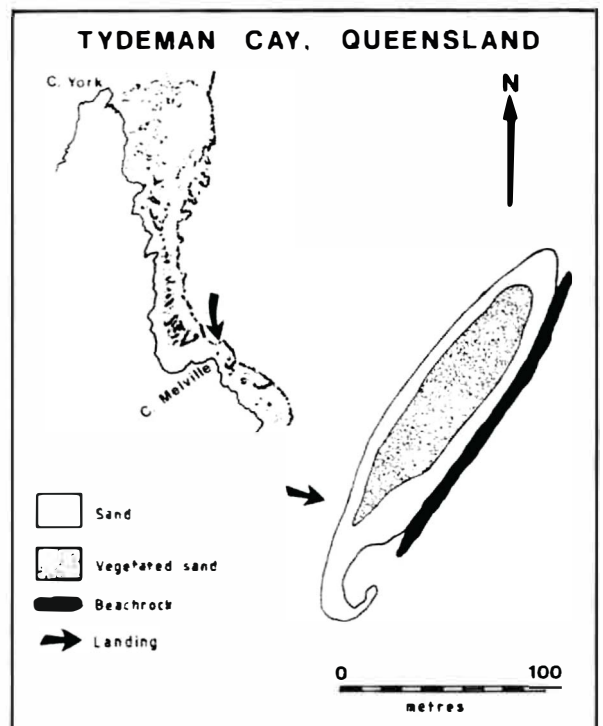 TYDEMAN CAY, QUEENSLAND
C. York
N
C. Melville
Sand
Vegetated sand
Beachrock
Landing
0 100
metres